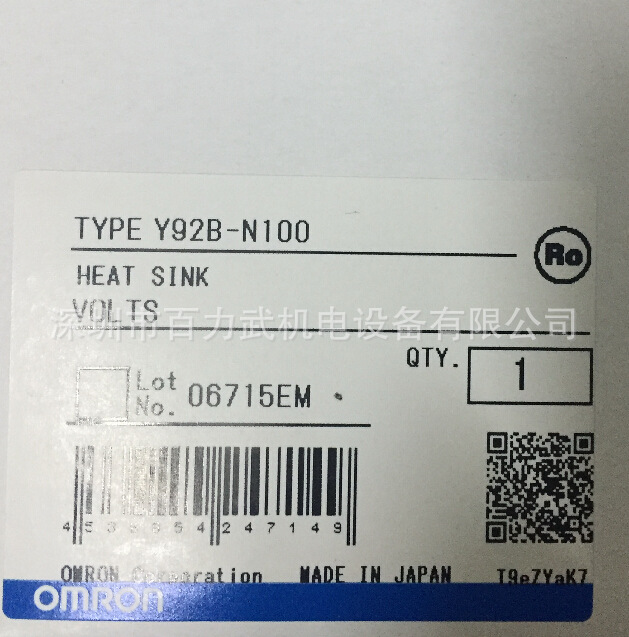 TYPE Y92B-N100
Ro
HEAT SINK
VOLTS
深圳市百力武机电设备有限公司
QTY. 1
Lot No. 06715EM
OMRON Corporation MADE IN JAPAN T9e7YaK7
OMRON